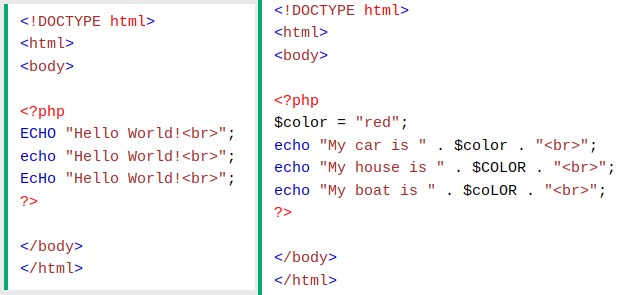 <!DOCTYPE html>
<html>
<body>

<?php
ECHO "Hello World!<br>";
echo "Hello World!<br>";
EcHo "Hello World!<br>";
?>

</body>
</html>

<!DOCTYPE html>
<html>
<body>

<?php
$color = "red";
echo "My car is " . $color . "<br>";
echo "My house is " . $COLOR . "<br>";
echo "My boat is " . $coLOR . "<br>";
?>

</body>
</html>